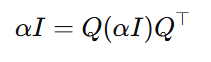 αI = Q(αI)Q⊤